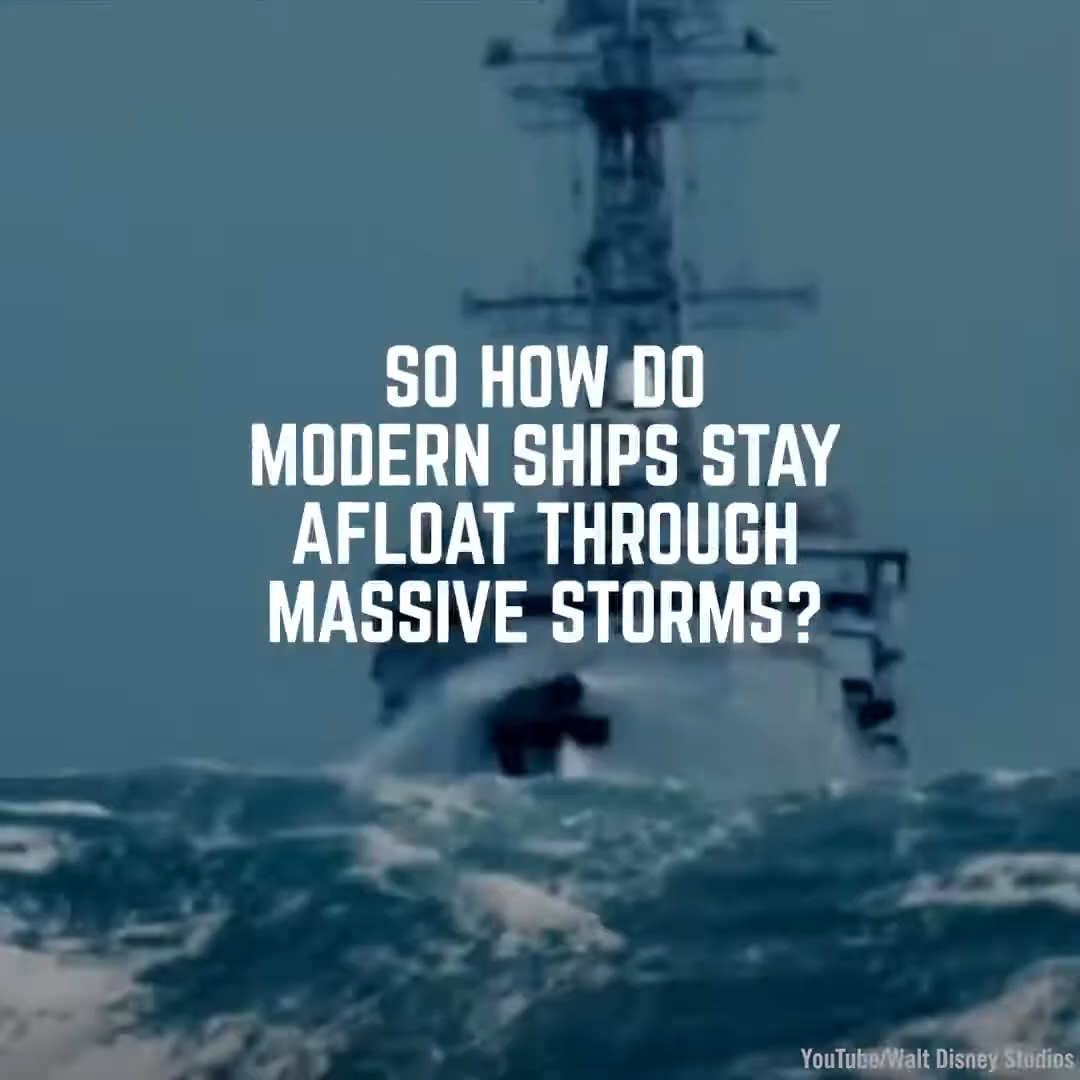 SO HOW DO
MODERN SHIPS STAY
AFLOAT THROUGH
MASSIVE STORMS?
YouTube/Walt Disney Studios